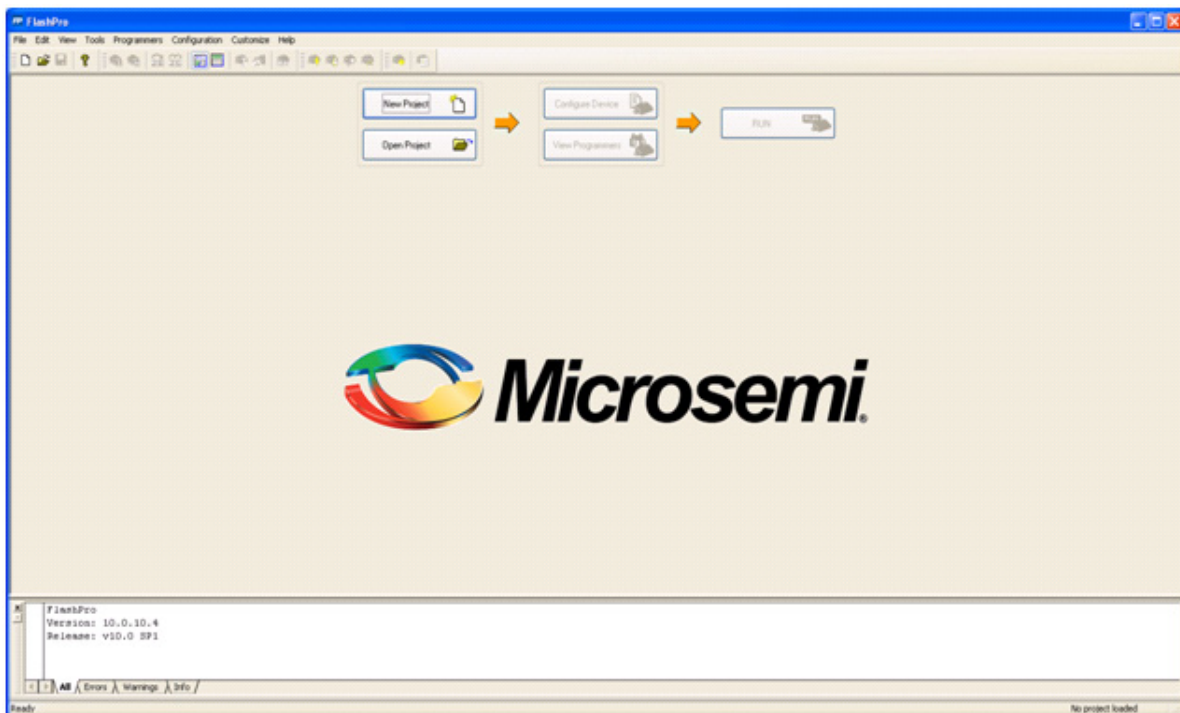 FlashPro
File Edit View Tools Programmers Configuration Customize Help
New Project
Configure Device
RUN
Open Project
View Programmers
Microsemi®
FlashPro
Version: 10.0.10.4
Release: v10.0 SP1
All Errors Warnings Info
Ready
No project loaded